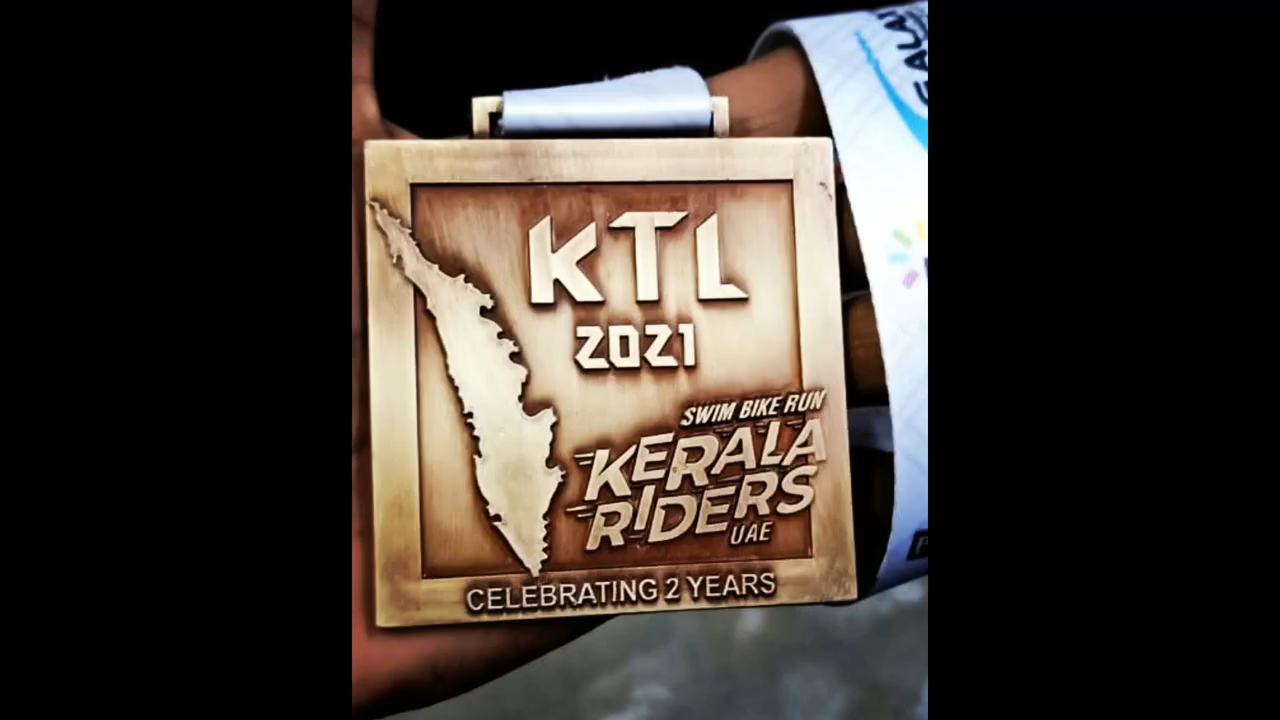 KTL
2021
SWIM BIKE RUN
KERALA
RIDERS
UAE
CELEBRATING 2 YEARS